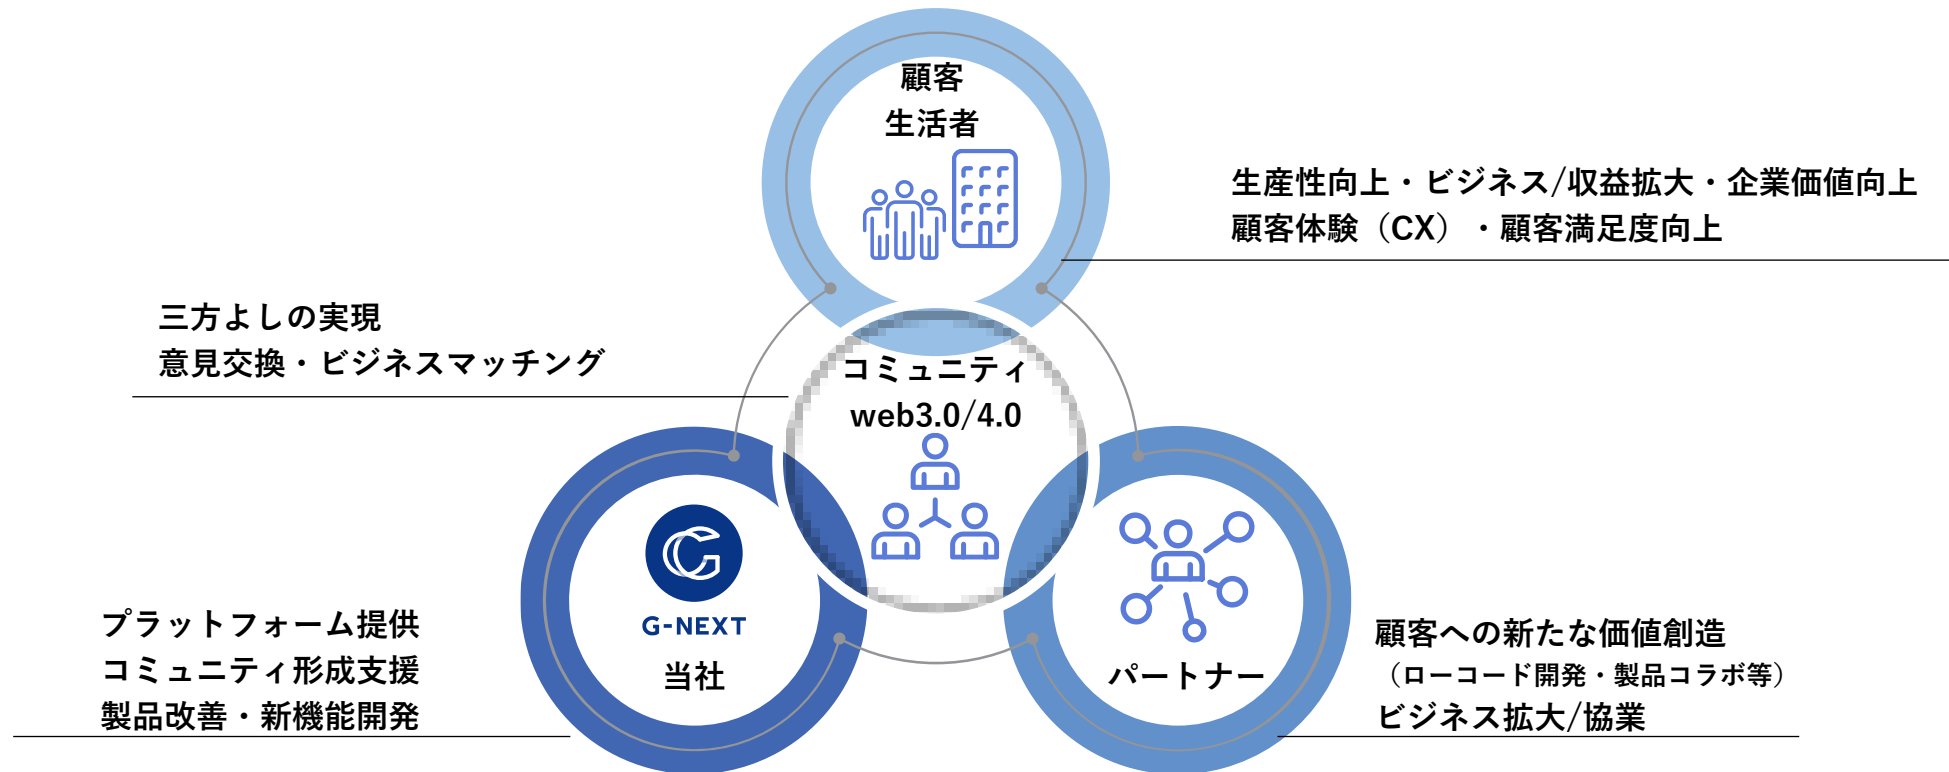 顧客
生活者
生産性向上・ビジネス/収益拡大・企業価値向上
顧客体験（CX）・顧客満足度向上
三方よしの実現
意見交換・ビジネスマッチング
コミュニティ
web3.0/4.0
G-NEXT
当社
プラットフォーム提供
コミュニティ形成支援
製品改善・新機能開発
パートナー
顧客への新たな価値創造
（ローコード開発・製品コラボ等）
ビジネス拡大/協業